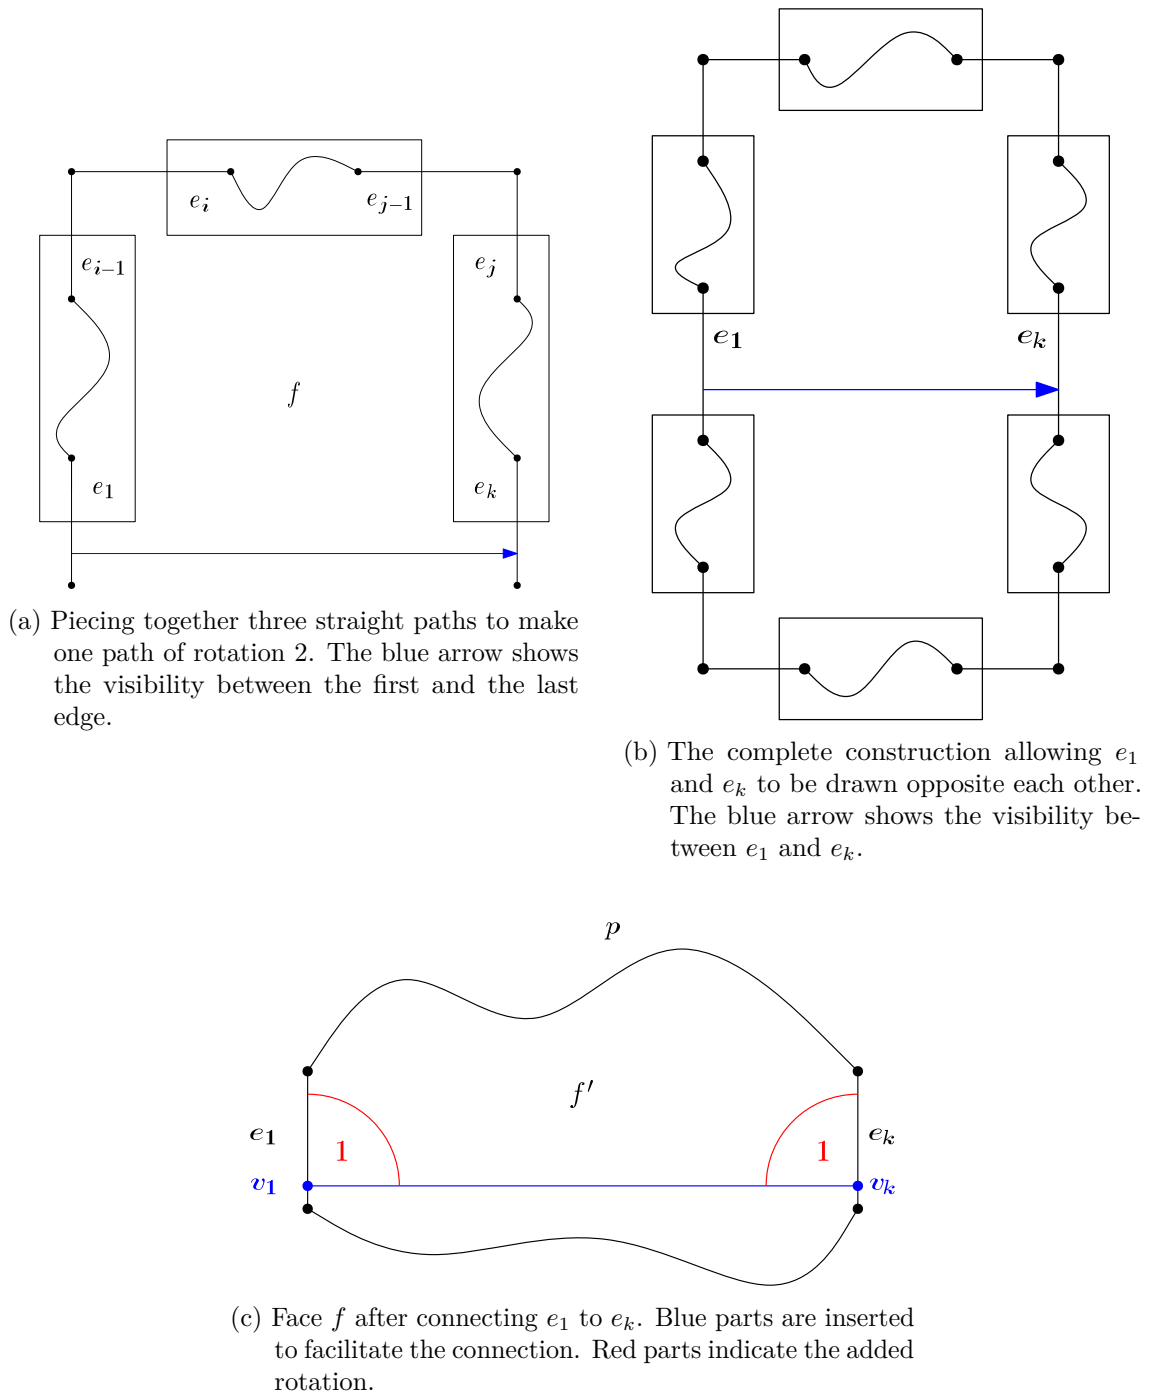 e_i
e_{j−1}
e_{i−1}
e_j
f
e_1
e_k
(a) Piecing together three straight paths to make
one path of rotation 2. The blue arrow shows
the visibility between the first and the last
edge.
e_1
e_k
(b) The complete construction allowing e_1
and e_k to be drawn opposite each other.
The blue arrow shows the visibility be-
tween e_1 and e_k.
p
f′
e_1
1
1
e_k
v_1
v_k
(c) Face f after connecting e_1 to e_k. Blue parts are inserted
to facilitate the connection. Red parts indicate the added
rotation.